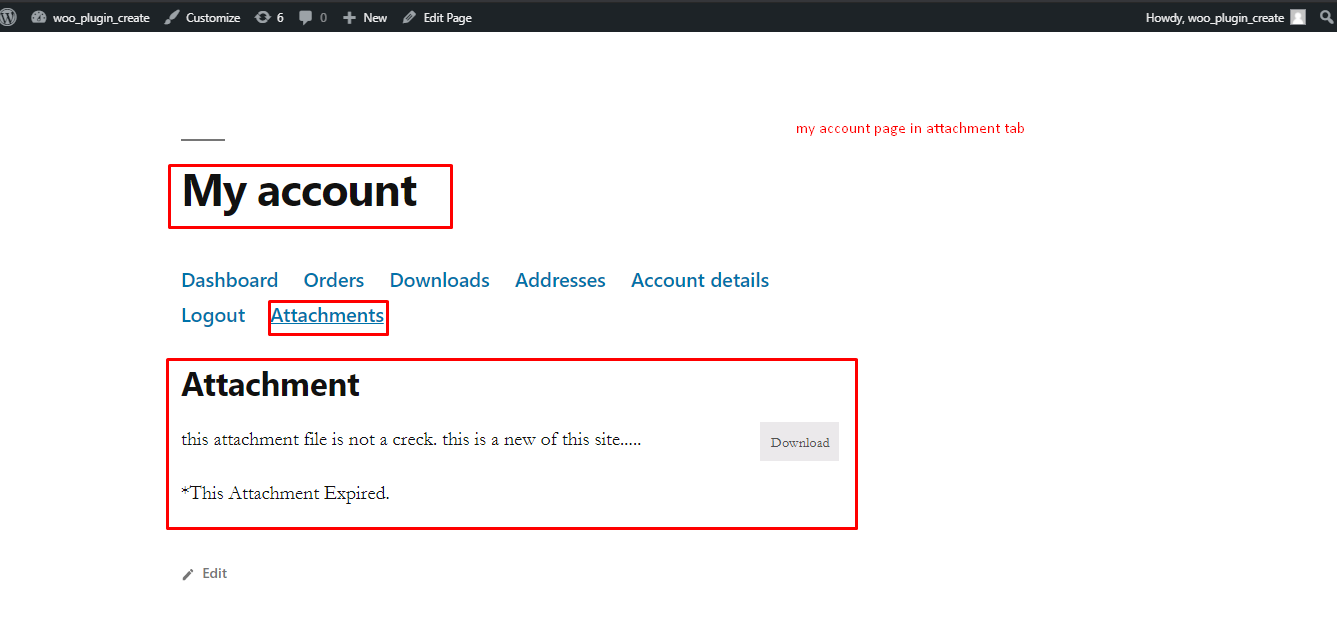 woo_plugin_create Customize 6 0 New Edit Page Howdy, woo_plugin_create
my account page in attachment tab
My account
Dashboard Orders Downloads Addresses Account details
Logout Attachments
Attachment
this attachment file is not a creck. this is a new of this site.....
Download
*This Attachment Expired.
Edit